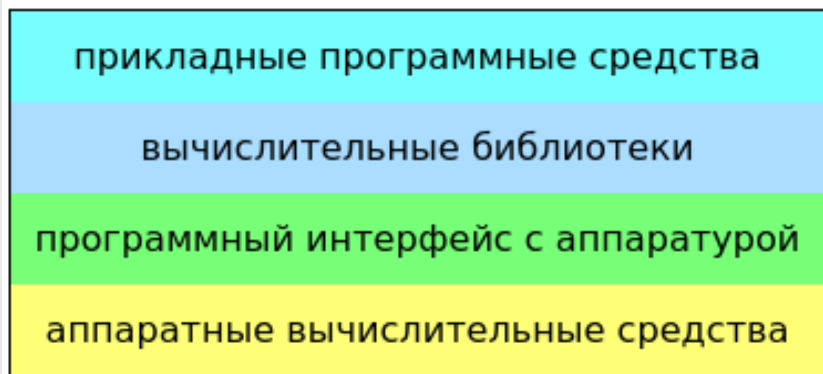 прикладные программные средства
вычислительные библиотеки
программный интерфейс с аппаратурой
аппаратные вычислительные средства